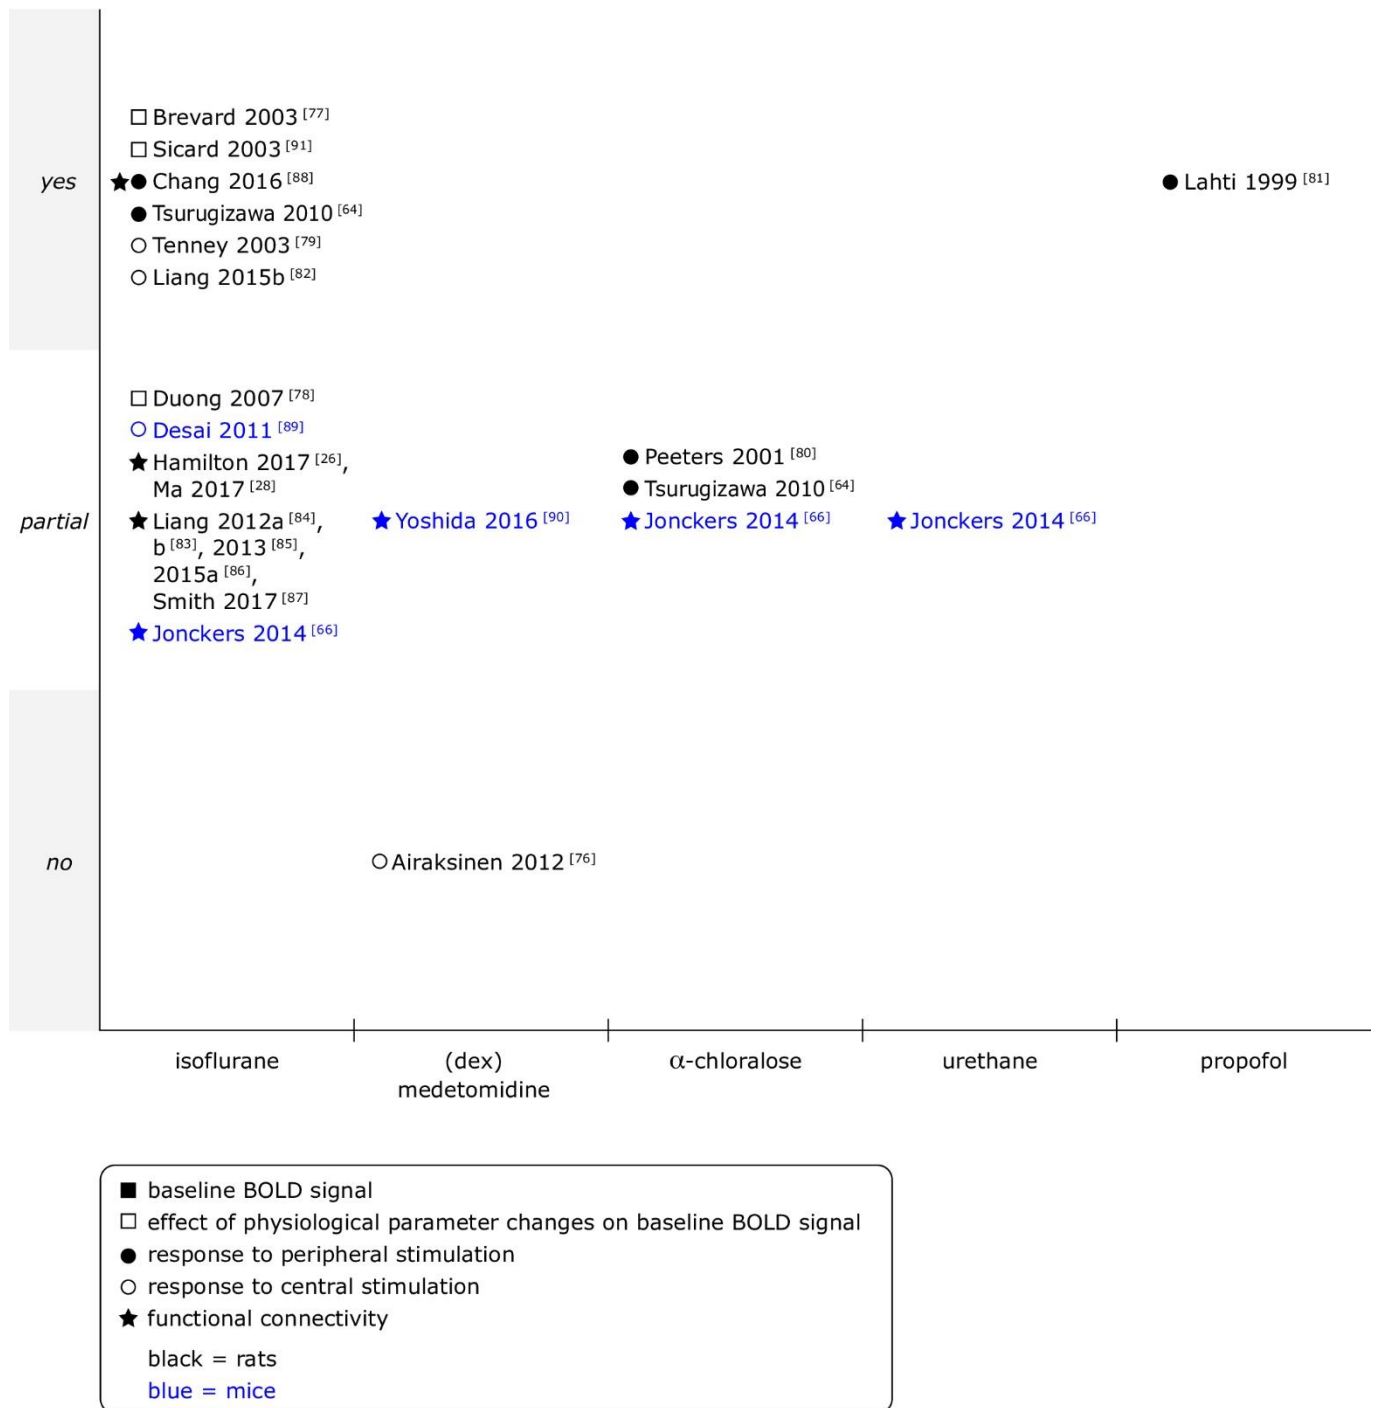 Brevard 2003 [77]
Sicard 2003 [91]
yes
Chang 2016 [88]
Lahti 1999 [81]
Tsurugizawa 2010 [64]
Tenney 2003 [79]
Liang 2015b [82]
Duong 2007 [78]
Desai 2011 [89]
Hamilton 2017 [26],
Ma 2017 [28]
Peeters 2001 [80]
Tsurugizawa 2010 [64]
partial
Liang 2012a [84],
b [83], 2013 [85],
2015a [86],
Smith 2017 [87]
Yoshida 2016 [90]
Jonckers 2014 [66]
Jonckers 2014 [66]
Jonckers 2014 [66]
no
Airaksinen 2012 [76]
isoflurane
(dex)
medetomidine
α-chloralose
urethane
propofol
baseline BOLD signal
effect of physiological parameter changes on baseline BOLD signal
response to peripheral stimulation
response to central stimulation
functional connectivity
black = rats
blue = mice